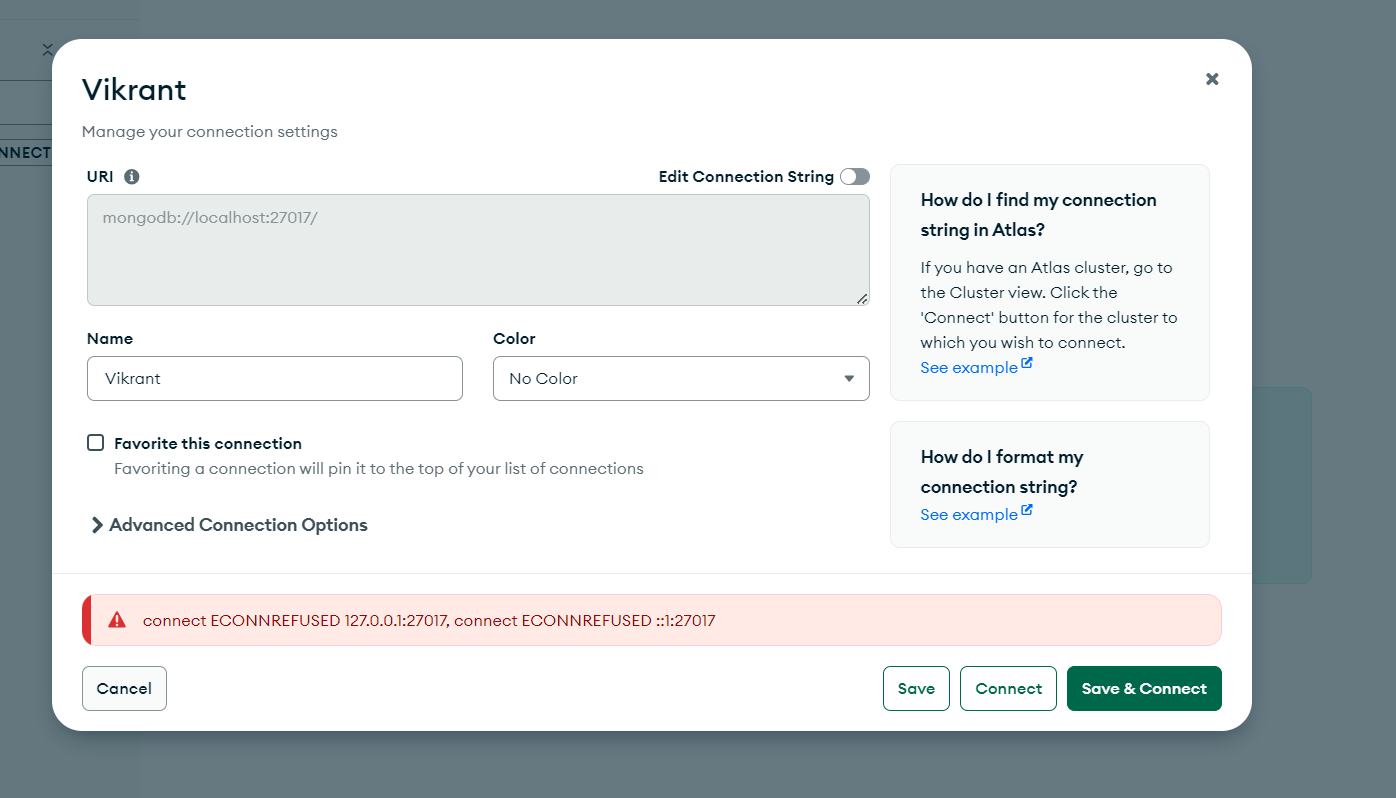 NNECT
Vikrant
Manage your connection settings
URI
Edit Connection String
mongodb://localhost:27017/
Name
Color
Vikrant
No Color
Favorite this connection
Favoriting a connection will pin it to the top of your list of connections
Advanced Connection Options
How do I find my connection
string in Atlas?
If you have an Atlas cluster, go to
the Cluster view. Click the
'Connect' button for the cluster to
which you wish to connect.
See example
How do I format my
connection string?
See example
connect ECONNREFUSED 127.0.0.1:27017, connect ECONNREFUSED ::1:27017
Cancel
Save
Connect
Save & Connect